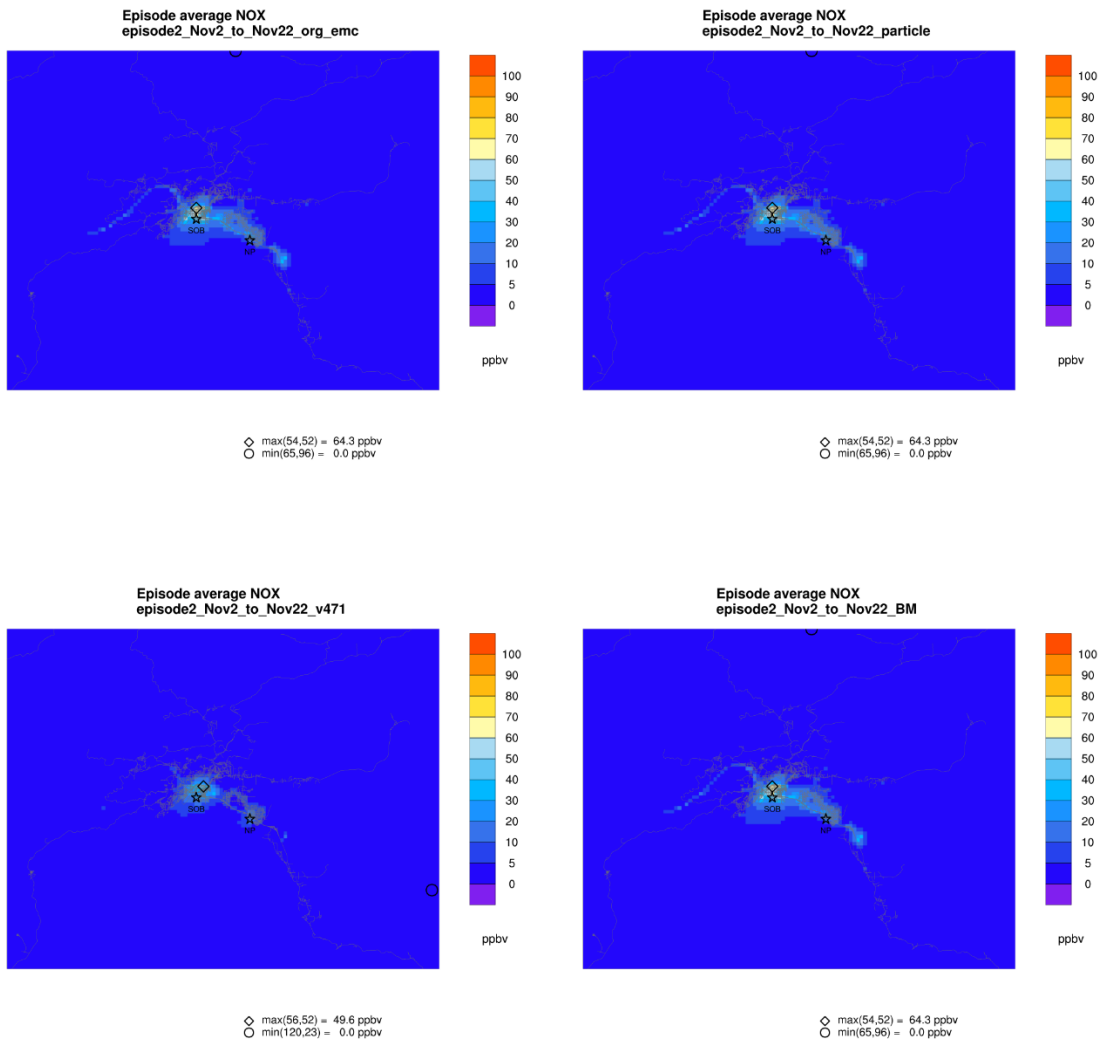 Episode average NOX
episode2_Nov2_to_Nov22_org_emc
100
90
80
70
60
50
40
30
20
10
5
0
ppbv
SOB
NP
max(54,52) = 64.3 ppbv
min(65,96) = 0.0 ppbv
Episode average NOX
episode2_Nov2_to_Nov22_particle
100
90
80
70
60
50
40
30
20
10
5
0
ppbv
SOB
NP
max(54,52) = 64.3 ppbv
min(65,96) = 0.0 ppbv
Episode average NOX
episode2_Nov2_to_Nov22_v471
100
90
80
70
60
50
40
30
20
10
5
0
ppbv
SOB
NP
max(56,52) = 49.6 ppbv
min(120,23) = 0.0 ppbv
Episode average NOX
episode2_Nov2_to_Nov22_BM
100
90
80
70
60
50
40
30
20
10
5
0
ppbv
SOB
NP
max(54,52) = 64.3 ppbv
min(65,96) = 0.0 ppbv